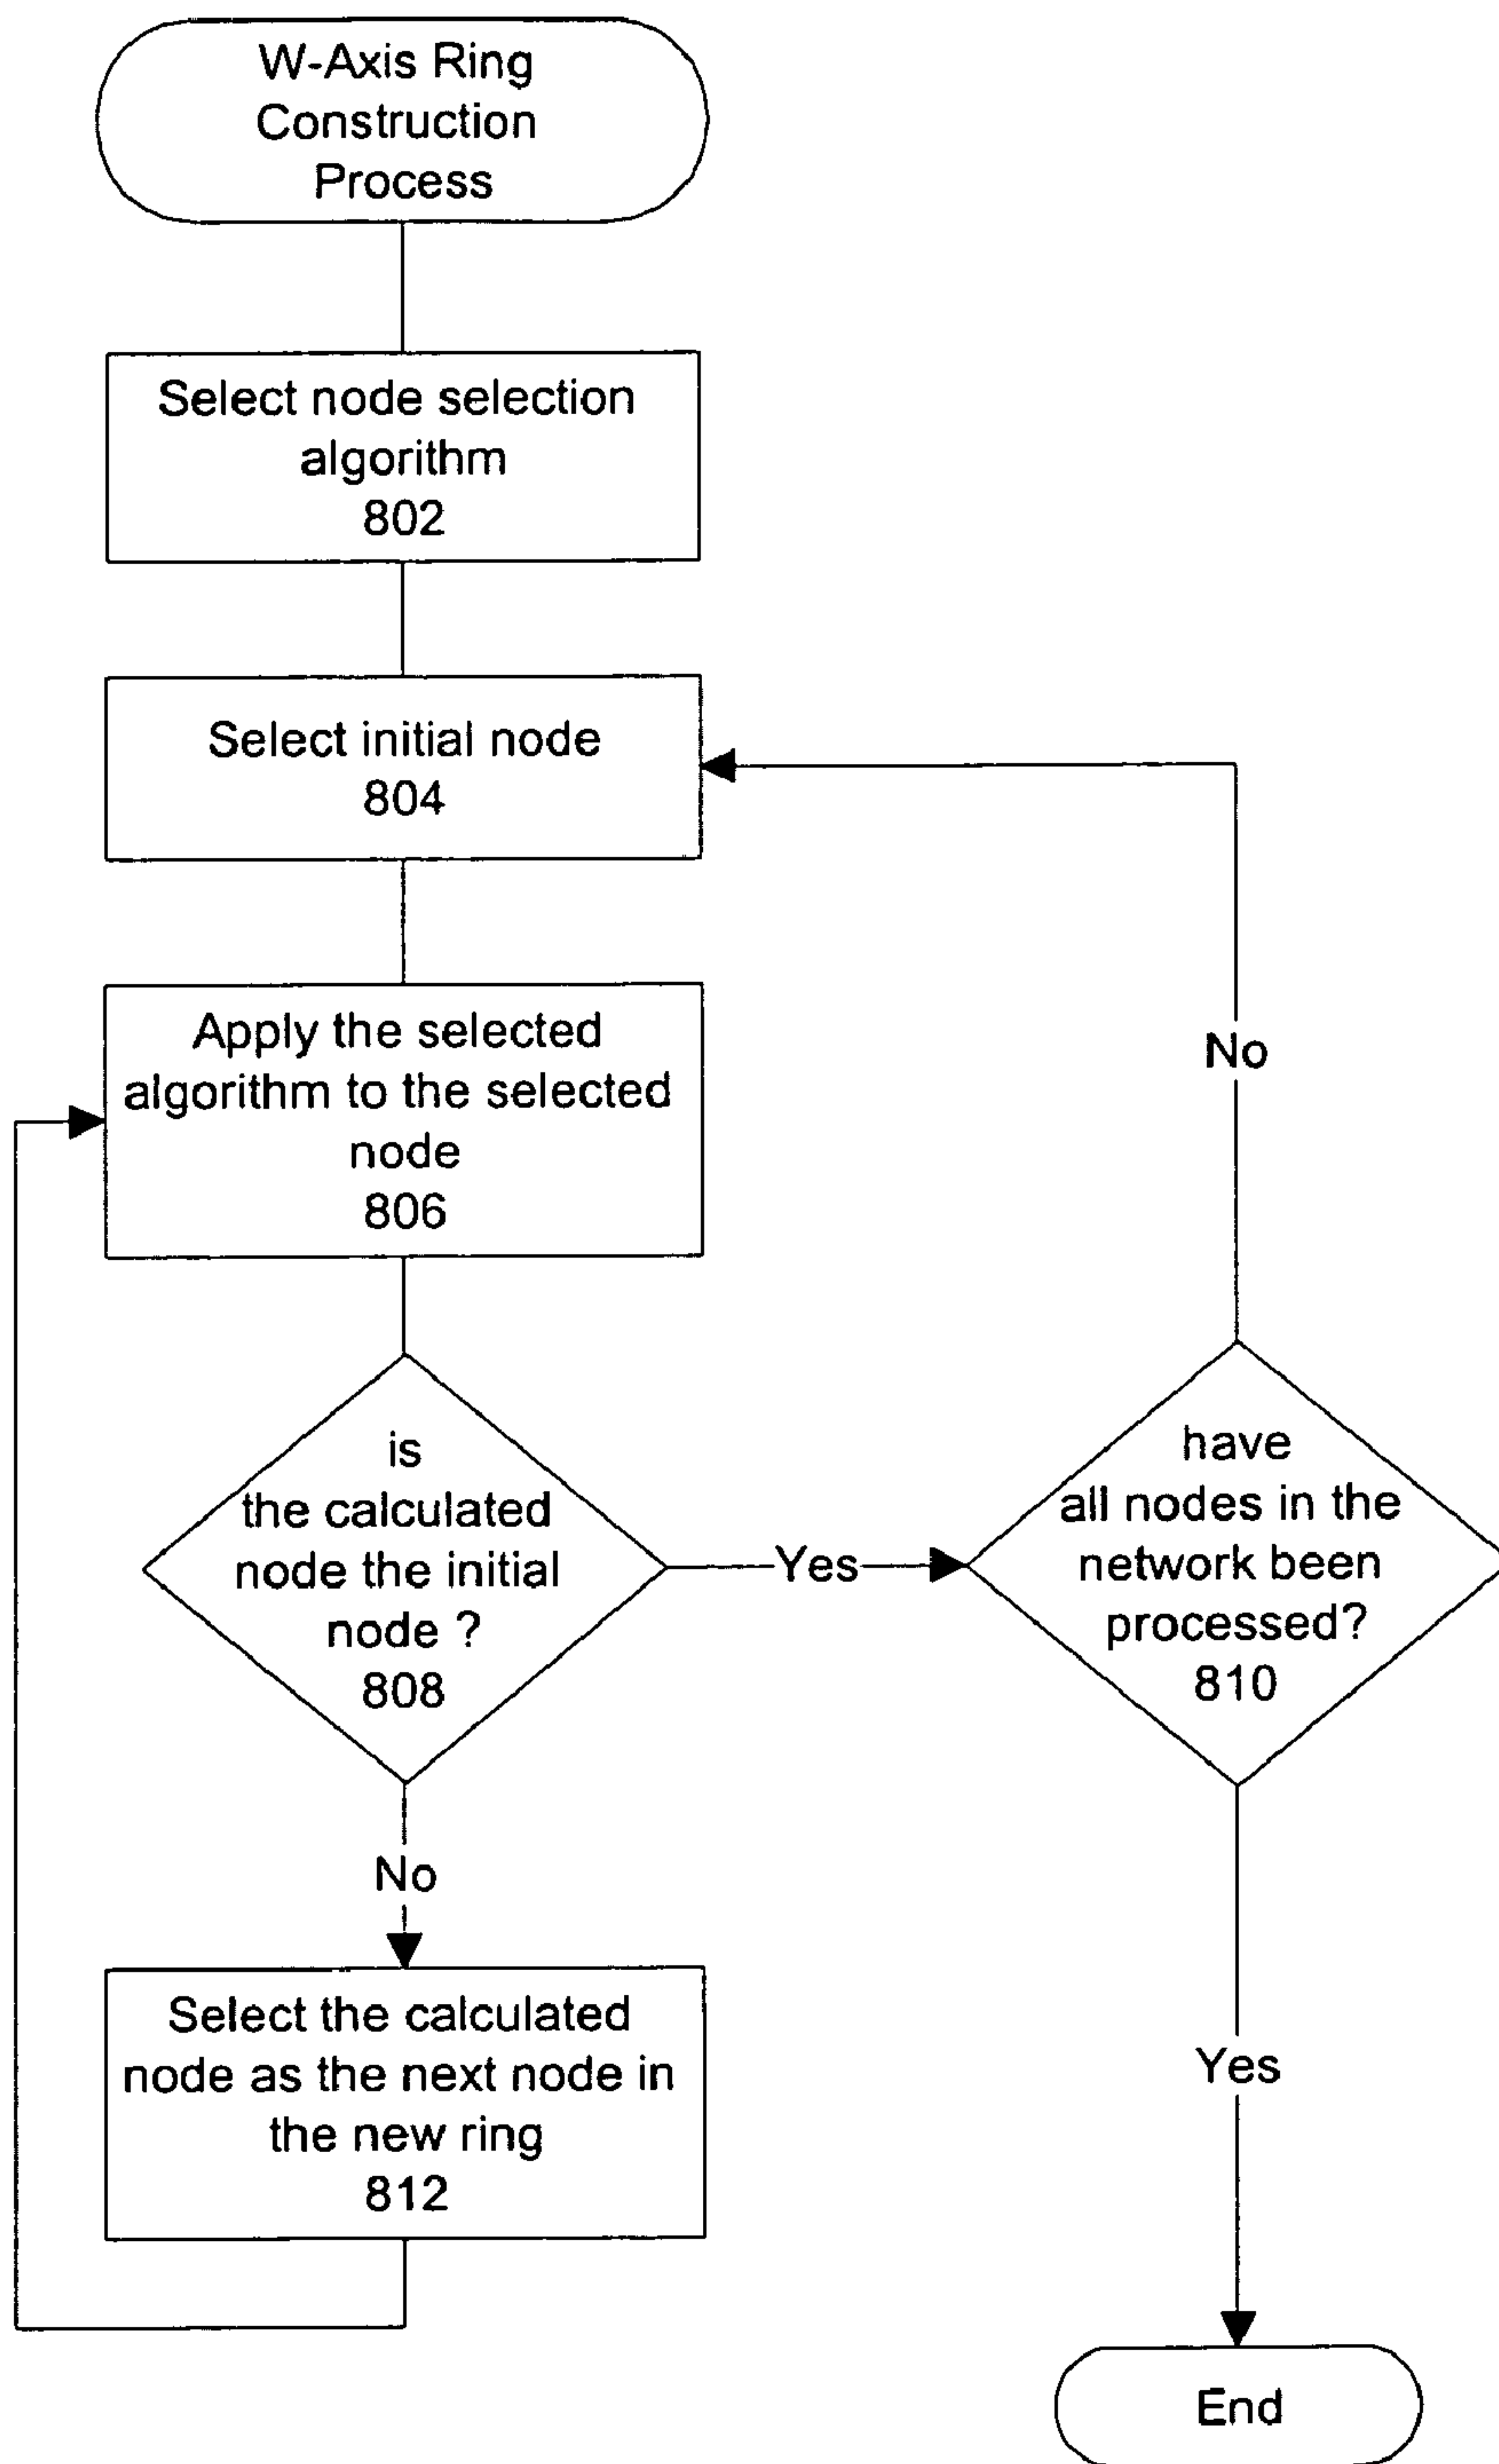 W-Axis Ring
Construction
Process
Select node selection
algorithm
802
Select initial node
804
Apply the selected
algorithm to the selected
node
806
is
the calculated
node the initial
node ?
808
Yes
have
all nodes in the
network been
processed?
810
No
No
Select the calculated
node as the next node in
the new ring
812
Yes
End